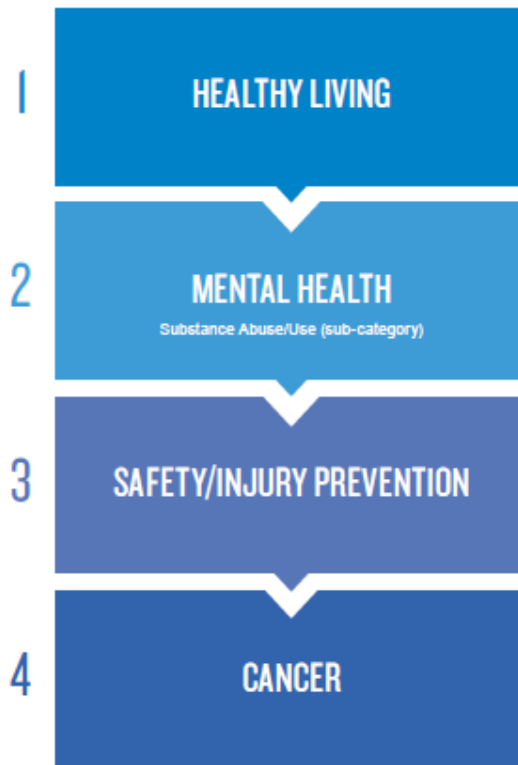 1
HEALTHY LIVING
2
MENTAL HEALTH
Substance Abuse/Use (sub-category)
3
SAFETY/INJURY PREVENTION
4
CANCER